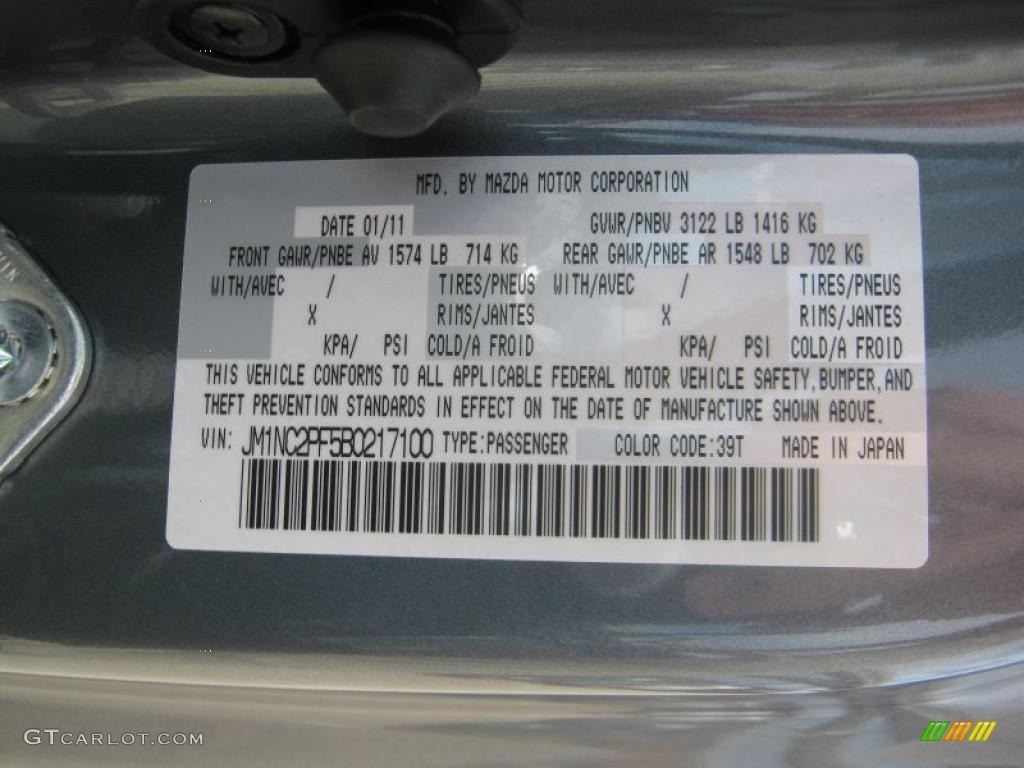 MFD. BY MAZDA MOTOR CORPORATION
DATE 01/11 GVWR/PNBV 3122 LB 1416 KG
FRONT GAWR/PNBE AV 1574 LB 714 KG REAR GAWR/PNBE AR 1548 LB 702 KG
WITH/AVEC / TIRES/PNEUS WITH/AVEC / TIRES/PNEUS
X RIMS/JANTES X RIMS/JANTES
KPA/ PSI COLD/A FROID KPA/ PSI COLD/A FROID
THIS VEHICLE CONFORMS TO ALL APPLICABLE FEDERAL MOTOR VEHICLE SAFETY, BUMPER, AND
THEFT PREVENTION STANDARDS IN EFFECT ON THE DATE OF MANUFACTURE SHOWN ABOVE.
VIN: JM1NC2PF5B0217100 TYPE:PASSENGER COLOR CODE:39T MADE IN JAPAN
GTCARLOT.COM